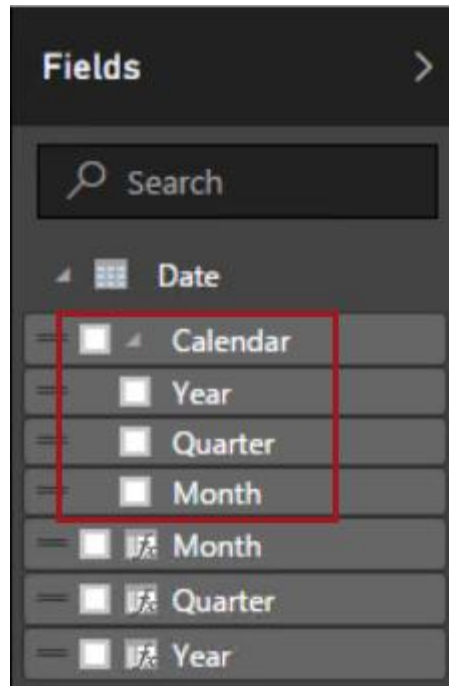 Fields
Search
Date
Calendar
Year
Quarter
Month
Month
Quarter
Year